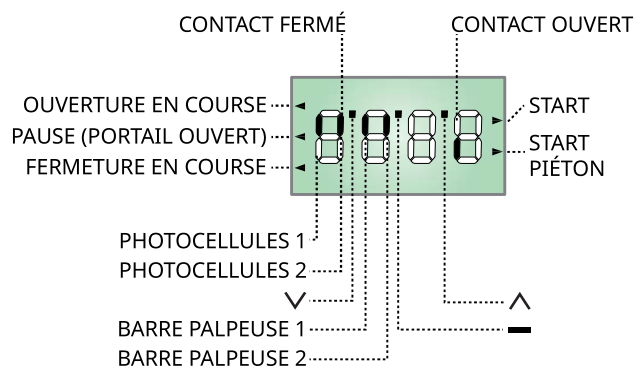 CONTACT FERMÉ
CONTACT OUVERT
OUVERTURE EN COURSE
PAUSE (PORTAIL OUVERT)
FERMETURE EN COURSE
START
START
PIÉTON
PHOTOCELLULES 1
PHOTOCELLULES 2
BARRE PALPEUSE 1
BARRE PALPEUSE 2